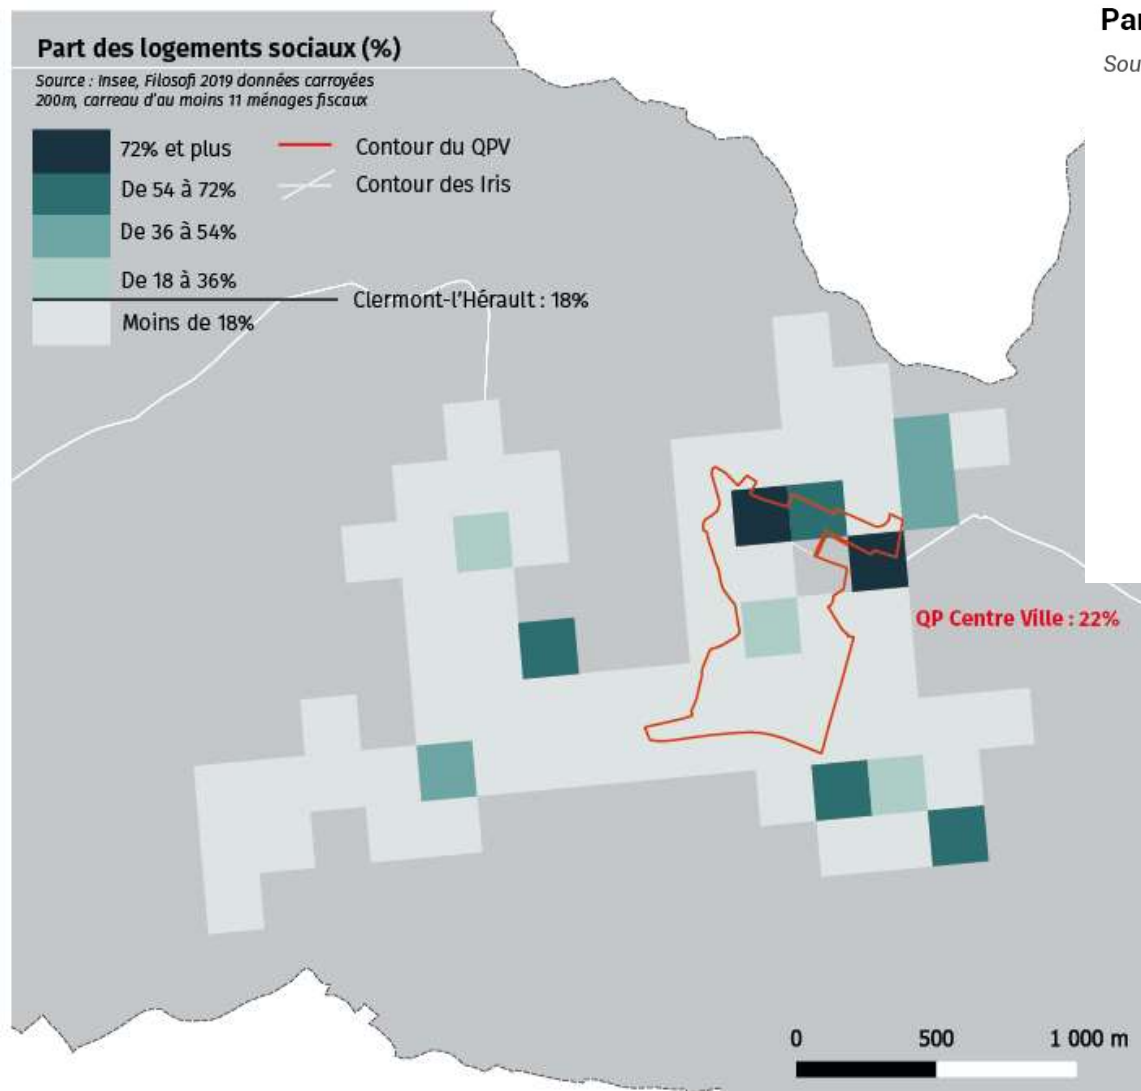 Part des logements sociaux (%)
Source : Insee, Filosofi 2019 données carroyées
200m, carreau d'au moins 11 ménages fiscaux
72% et plus
De 54 à 72%
De 36 à 54%
De 18 à 36%
Moins de 18%
Contour du QPV
Contour des Iris
Clermont-l'Hérault : 18%
QP Centre Ville : 22%
0 500 1 000 m
Par
Sou